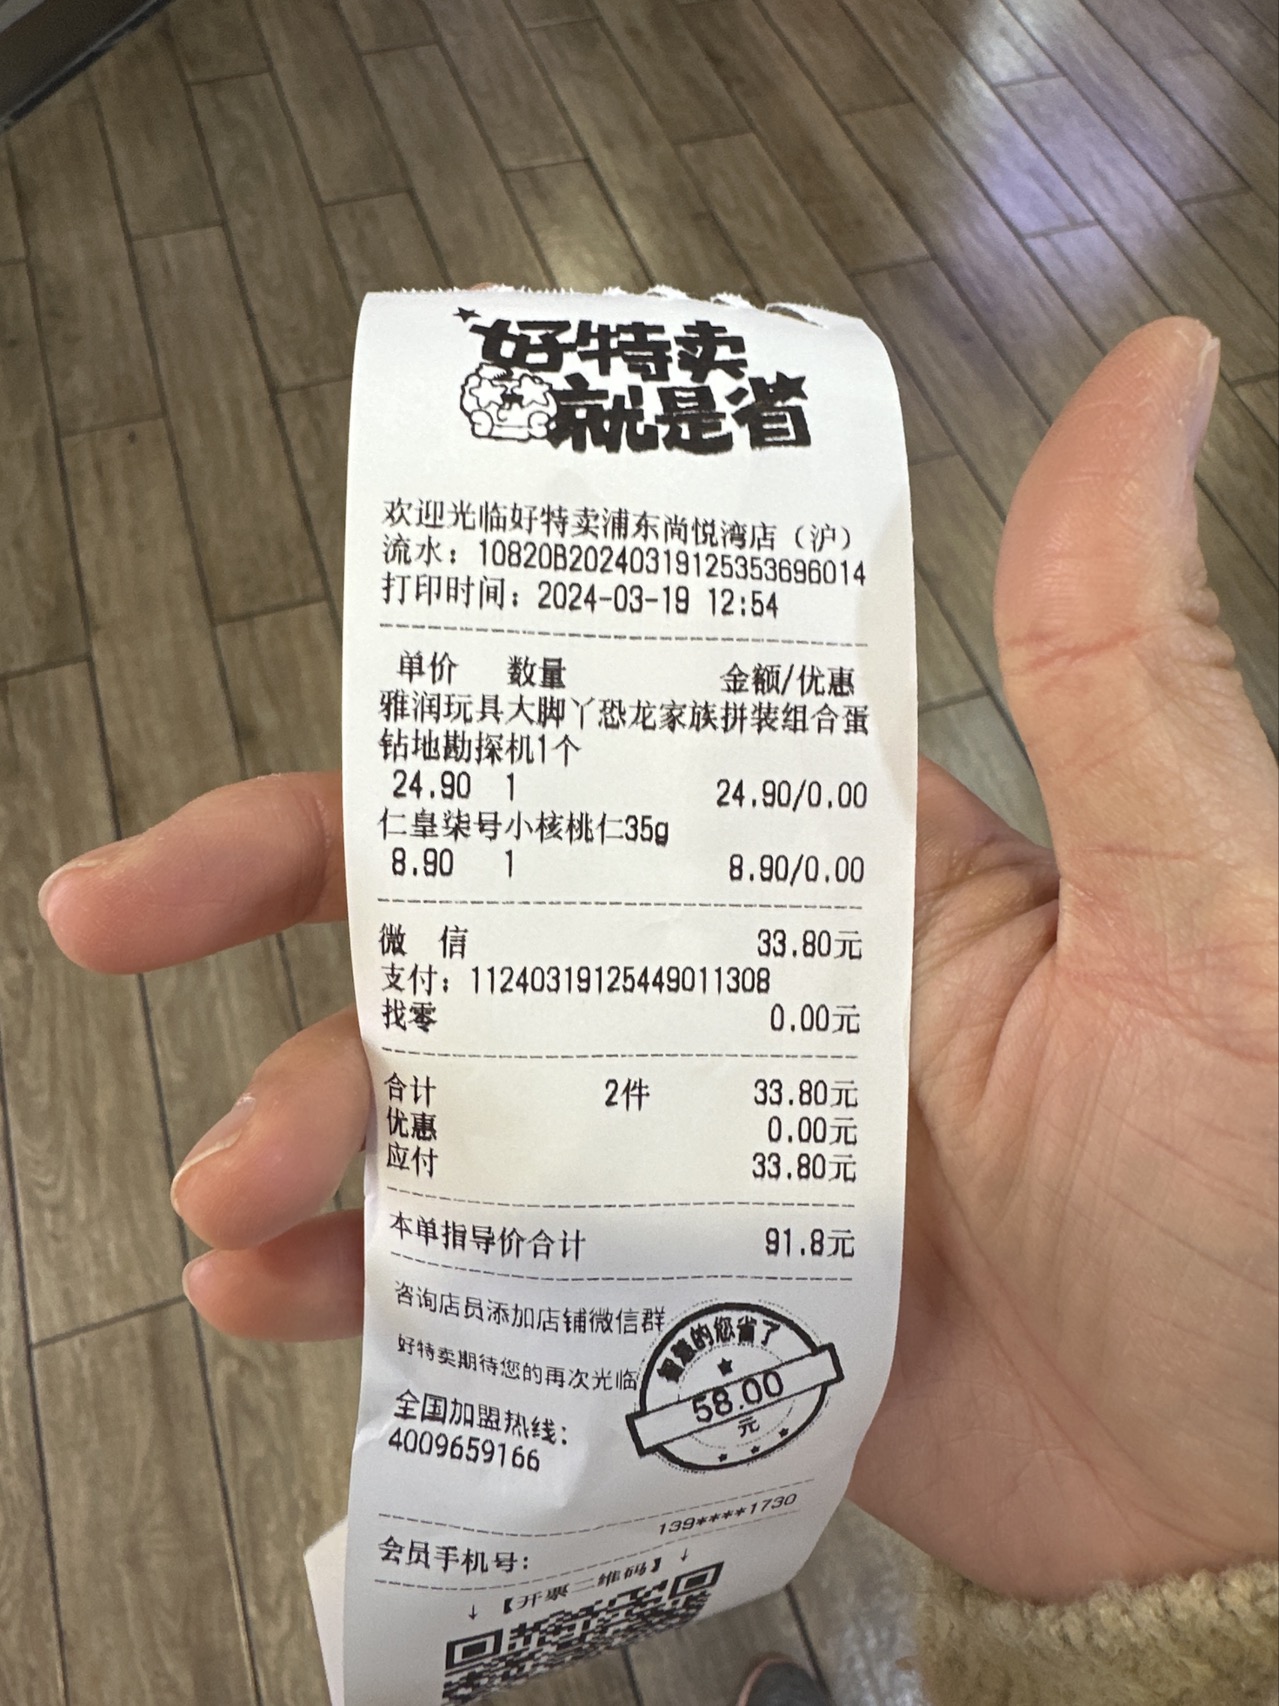 好特卖
就是省
欢迎光临好特卖浦东尚悦湾店（沪）
流水：10820B20240319125353696014
打印时间：2024-03-19 12:54
单价 数量 金额/优惠
雅润玩具大脚丫恐龙家族拼装组合蛋
钻地勘探机1个
24.90 1 24.90/0.00
仁皇柒号小核桃仁35g
8.90 1 8.90/0.00
微 信 33.80元
支付：11240319125449011308
找零 0.00元
合计 2件 33.80元
优惠 0.00元
应付 33.80元
本单指导价合计 91.8元
咨询店员添加店铺微信群
好特卖期待您的再次光临
全国加盟热线：
4009659166
智慧的您省了
58.00
元
139****1730
会员手机号：
↓【开票二维码】↓